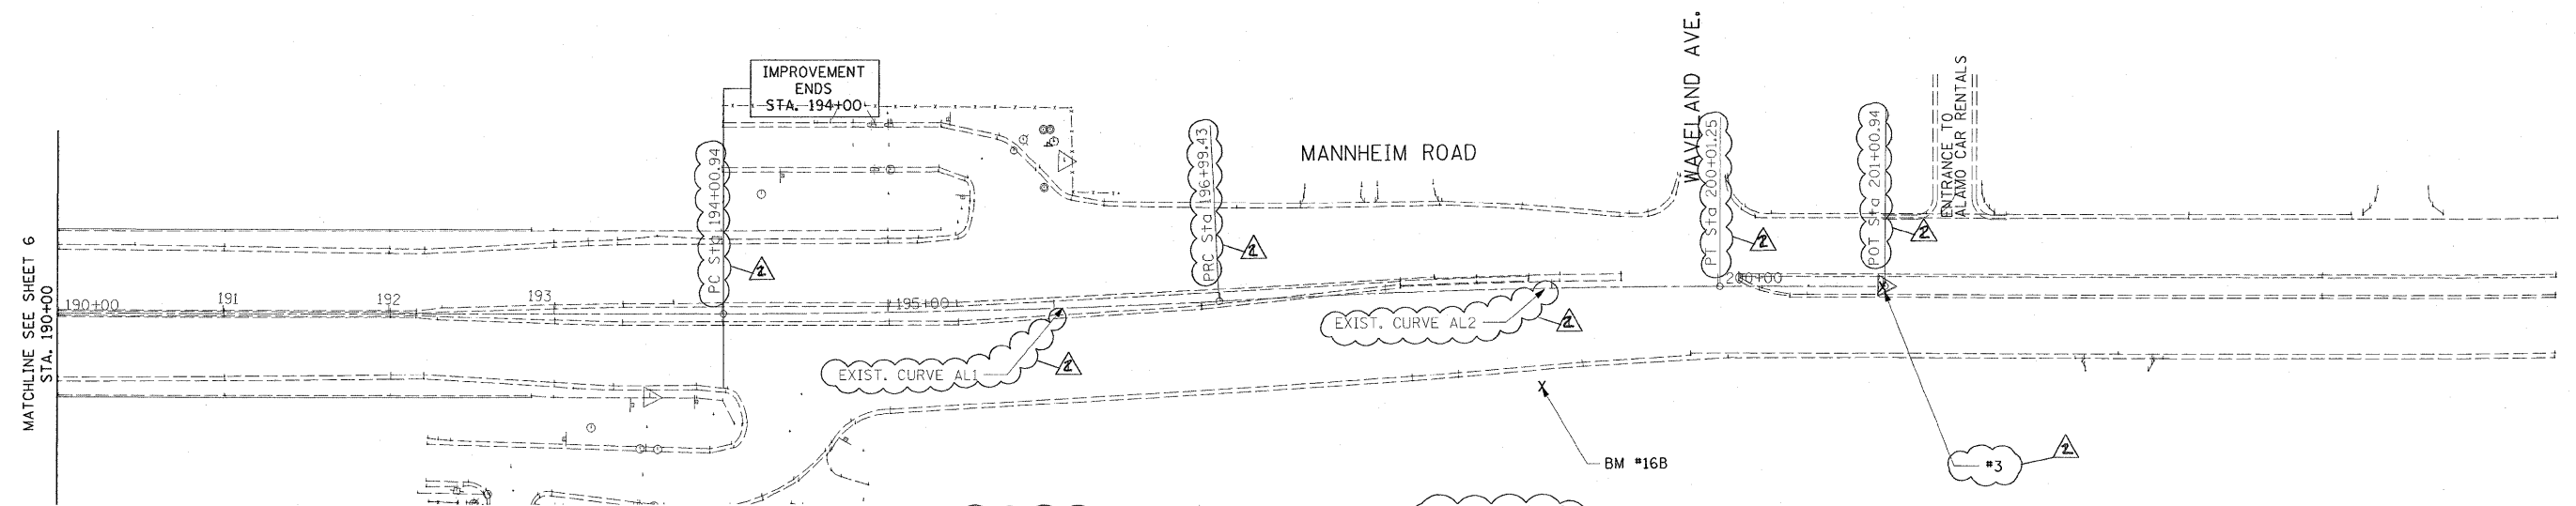 IMPROVEMENT
ENDS
STA. 194+00
PC Sta 194+00.94
2
PRC Sta 196+99.43
2
MANNHEIM ROAD
WAVELAND AVE.
PT Sta 200+01.25
2
POT Sta 201+00.94
2
ENTRANCE TO
ALAMO CAR RENTALS
MATCHLINE SEE SHEET 6
STA. 190+00
190+00
191
192
193
195+00
200+00
EXIST. CURVE AL1
2
EXIST. CURVE AL2
2
BM #16B
#3
2